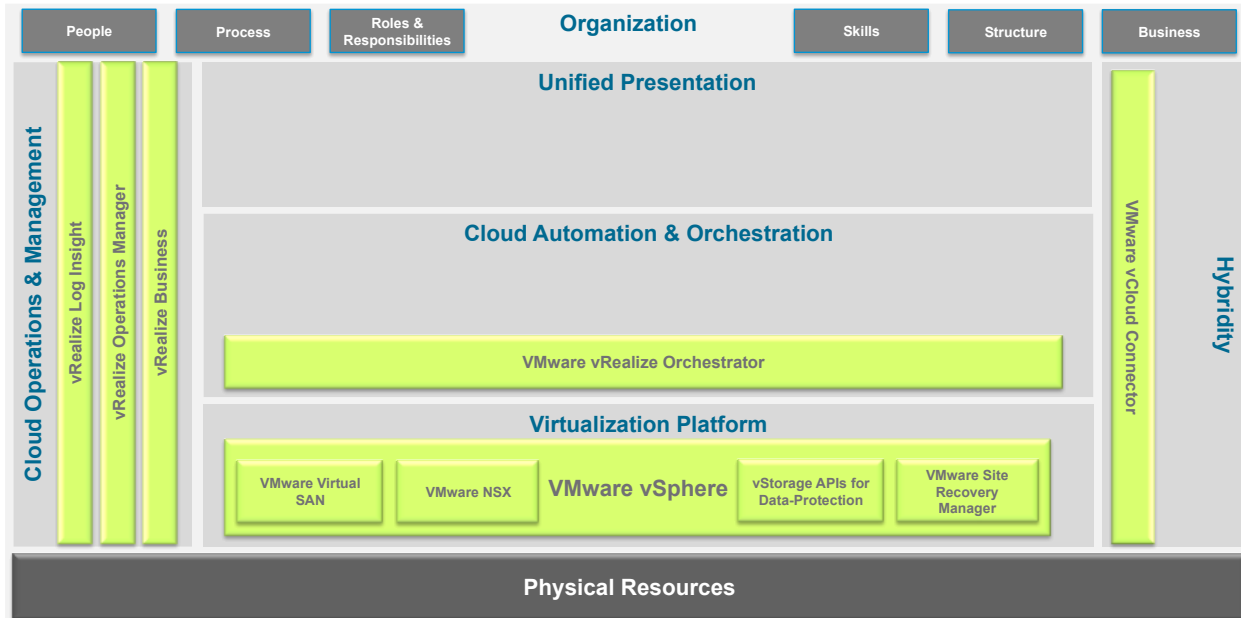 People
Process
Roles &
Responsibilities
Organization
Skills
Structure
Business
Cloud Operations & Management
vRealize Log Insight
vRealize Operations Manager
vRealize Business
Unified Presentation
Cloud Automation & Orchestration
VMware vRealize Orchestrator
Virtualization Platform
VMware Virtual
SAN
VMware NSX
VMware vSphere
vStorage APIs for
Data-Protection
VMware Site
Recovery
Manager
VMware vCloud Connector
Hybridity
Physical Resources